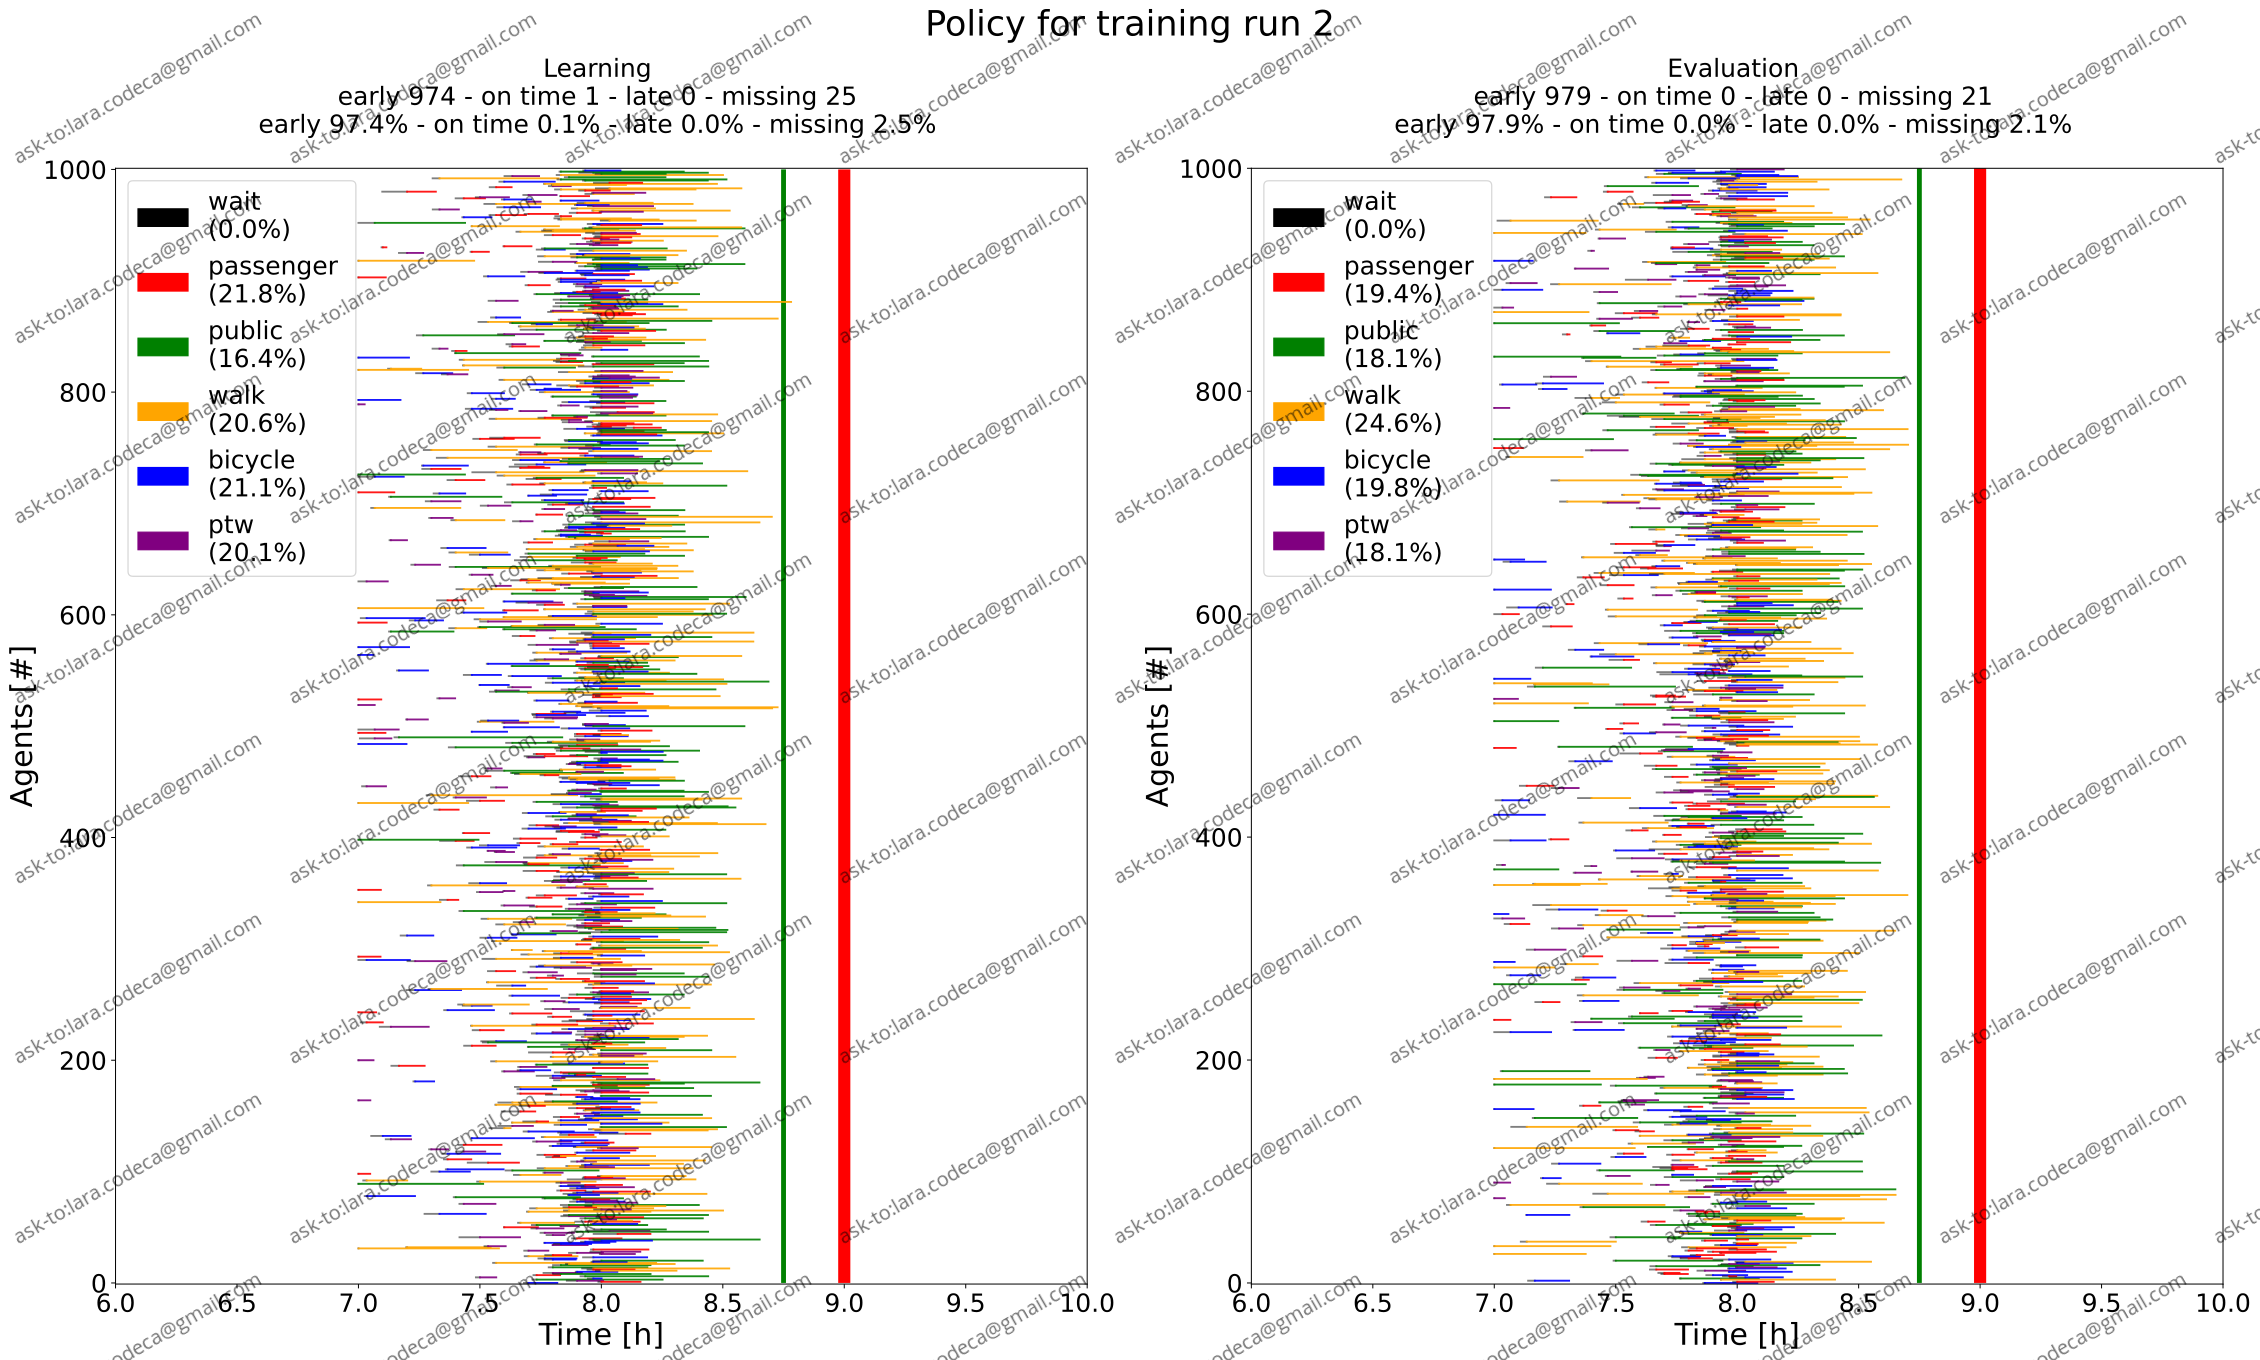 Policy for training run 2
Learning
early 974 - on time 1 - late 0 - missing 25
early 97.4% - on time 0.1% - late 0.0% - missing 2.5%
1000
800
600
400
200
0
Agents [#]
wait
(0.0%)
passenger
(21.8%)
public
(16.4%)
walk
(20.6%)
bicycle
(21.1%)
ptw
(20.1%)
6.0 6.5 7.0 7.5 8.0 8.5 9.0 9.5 10.0
Time [h]
Evaluation
early 979 - on time 0 - late 0 - missing 21
early 97.9% - on time 0.0% - late 0.0% - missing 2.1%
1000
800
600
400
200
0
Agents [#]
wait
(0.0%)
passenger
(19.4%)
public
(18.1%)
walk
(24.6%)
bicycle
(19.8%)
ptw
(18.1%)
6.0 6.5 7.0 7.5 8.0 8.5 9.0 9.5 10.0
Time [h]
ask-to:lara.codeca@gmail.com